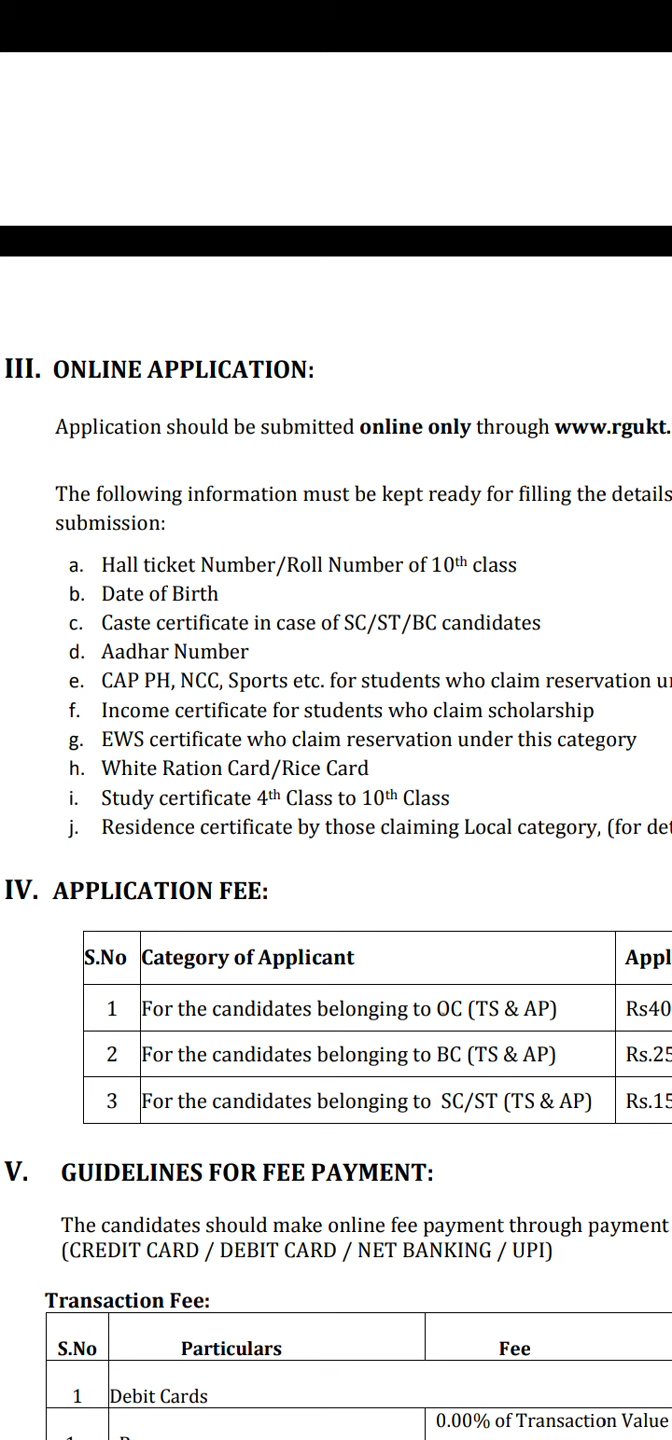 III. ONLINE APPLICATION:
Application should be submitted online only through www.rgukt.
The following information must be kept ready for filling the details
submission:
a. Hall ticket Number/Roll Number of 10th class
b. Date of Birth
c. Caste certificate in case of SC/ST/BC candidates
d. Aadhar Number
e. CAP PH, NCC, Sports etc. for students who claim reservation
f. Income certificate for students who claim scholarship
g. EWS certificate who claim reservation under this category
h. White Ration Card/Rice Card
i. Study certificate 4th Class to 10th Class
j. Residence certificate by those claiming Local category, (for
IV. APPLICATION FEE:
S.No Category of Applicant Appl
1 For the candidates belonging to OC (TS & AP) Rs40
2 For the candidates belonging to BC (TS & AP) Rs.25
3 For the candidates belonging to SC/ST (TS & AP) Rs.15
V. GUIDELINES FOR FEE PAYMENT:
The candidates should make online fee payment through payment
(CREDIT CARD / DEBIT CARD / NET BANKING / UPI)
Transaction Fee:
S.No Particulars Fee
1 Debit Cards
0.00% of Transaction Value